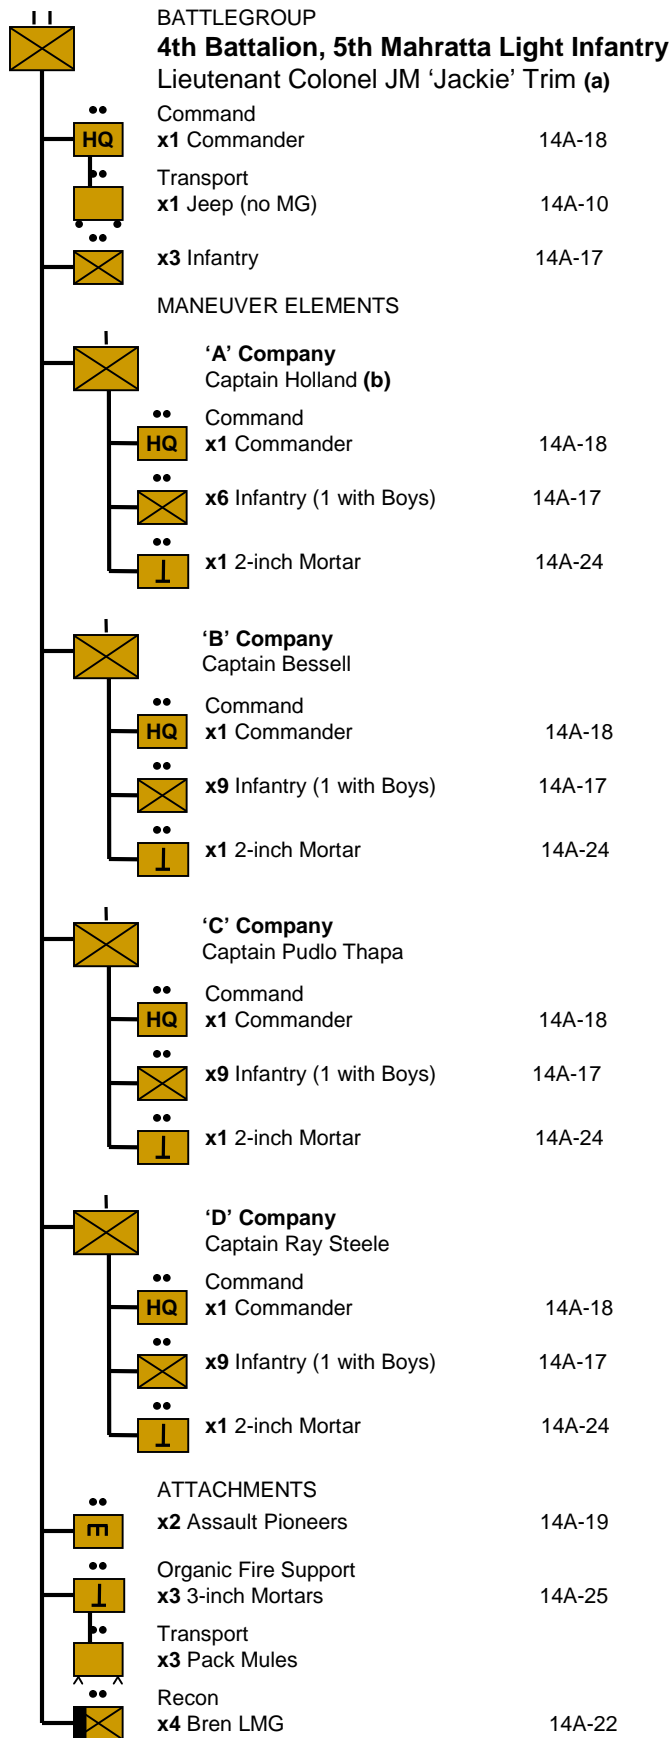 BATTLEGROUP
4th Battalion, 5th Mahratta Light Infantry
Lieutenant Colonel JM ‘Jackie’ Trim (a)
Command
HQ x1 Commander 14A-18
Transport
x1 Jeep (no MG) 14A-10
x3 Infantry 14A-17
MANEUVER ELEMENTS
‘A’ Company
Captain Holland (b)
Command
HQ x1 Commander 14A-18
x6 Infantry (1 with Boys) 14A-17
x1 2-inch Mortar 14A-24
‘B’ Company
Captain Bessell
Command
HQ x1 Commander 14A-18
x9 Infantry (1 with Boys) 14A-17
x1 2-inch Mortar 14A-24
‘C’ Company
Captain Pudlo Thapa
Command
HQ x1 Commander 14A-18
x9 Infantry (1 with Boys) 14A-17
x1 2-inch Mortar 14A-24
‘D’ Company
Captain Ray Steele
Command
HQ x1 Commander 14A-18
x9 Infantry (1 with Boys) 14A-17
x1 2-inch Mortar 14A-24
ATTACHMENTS
x2 Assault Pioneers 14A-19
Organic Fire Support
x3 3-inch Mortars 14A-25
Transport
x3 Pack Mules
Recon
x4 Bren LMG 14A-22